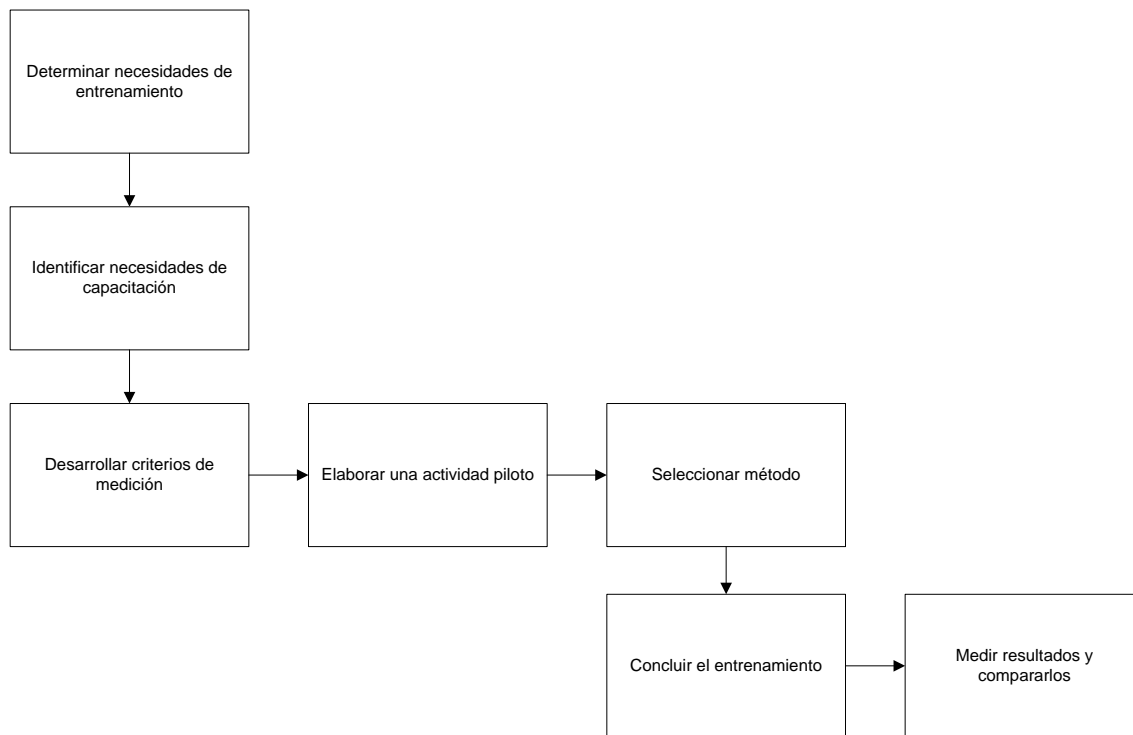 Determinar necesidades de
entrenamiento
Identificar necesidades de
capacitación
Desarrollar criterios de
medición
Elaborar una actividad piloto
Seleccionar método
Concluir el entrenamiento
Medir resultados y
compararlos